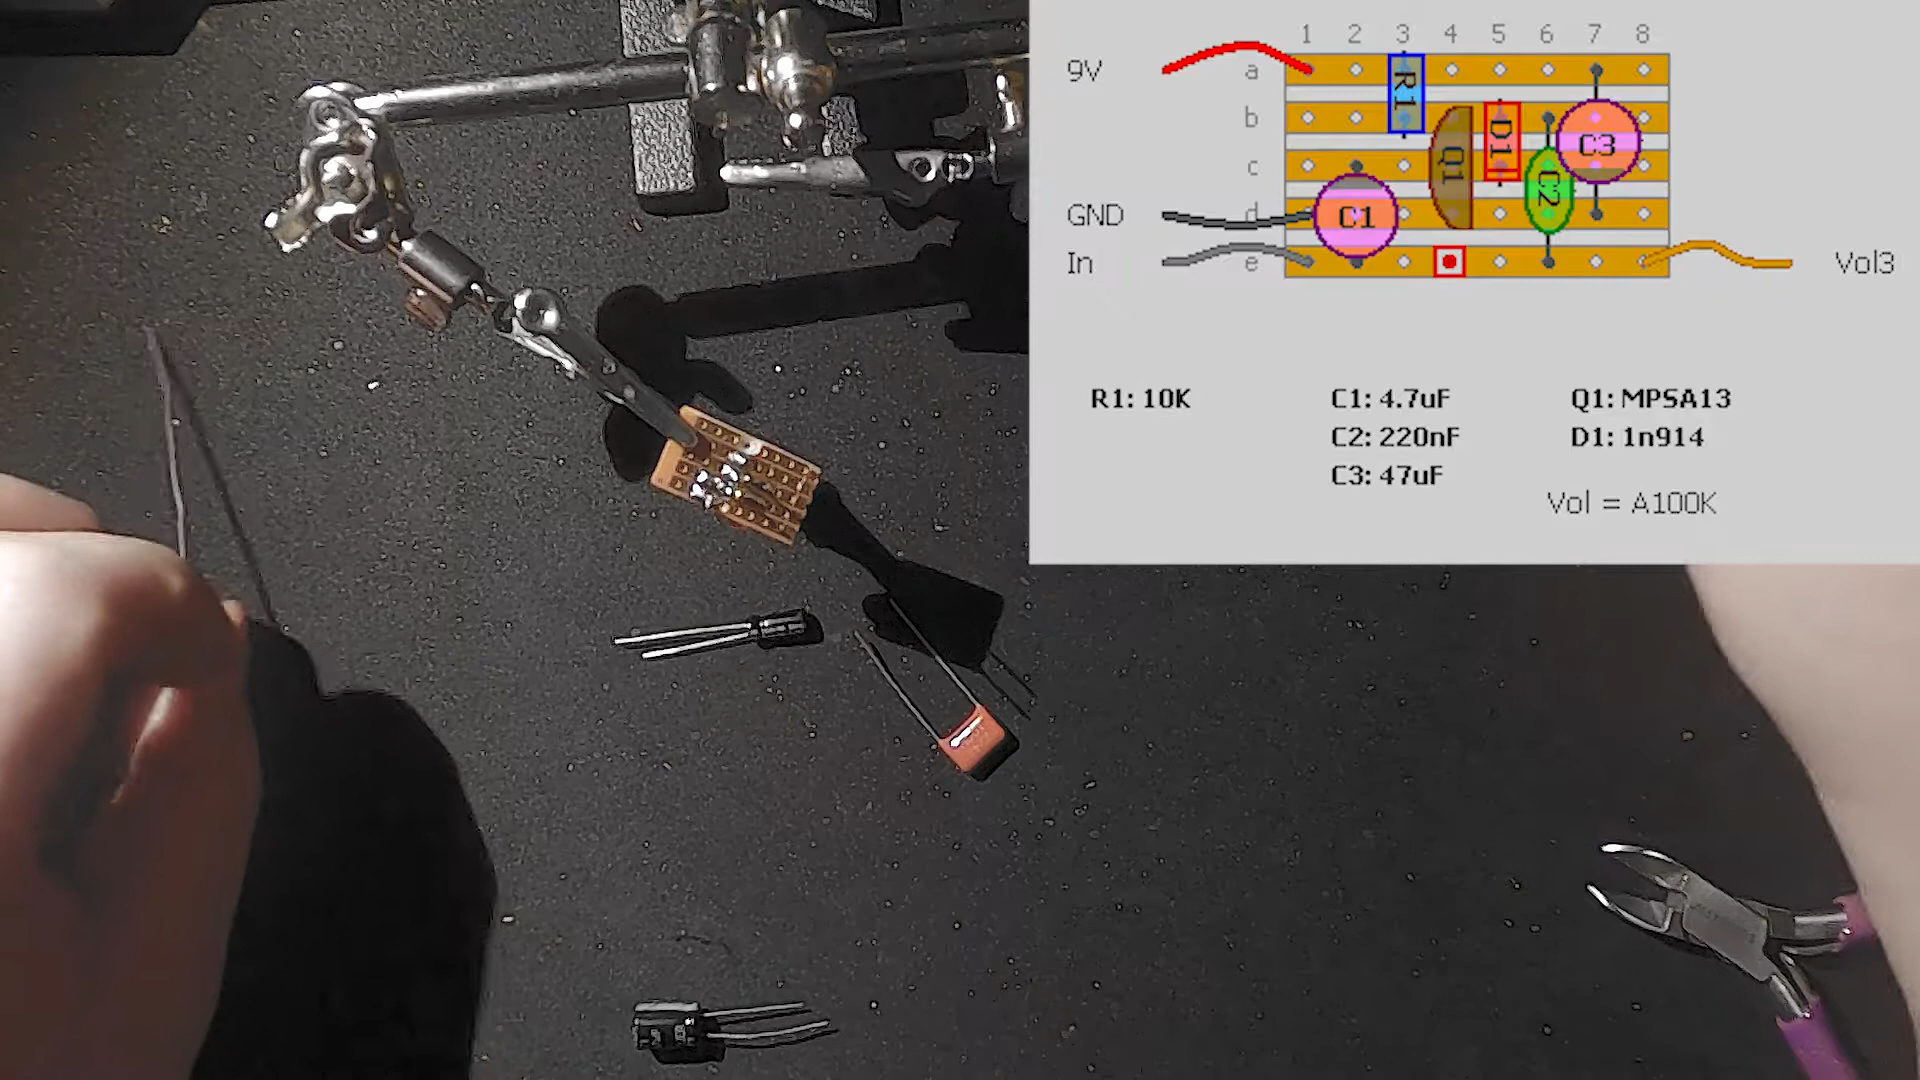 1 2 3 4 5 6 7 8
9V a
R1
b
D1
C3
Q1
c
C2
GND d
C1
In e
Vol3
R1: 10K C1: 4.7uF Q1: MPSA13
C2: 220nF D1: 1n914
C3: 47uF
Vol = A100K